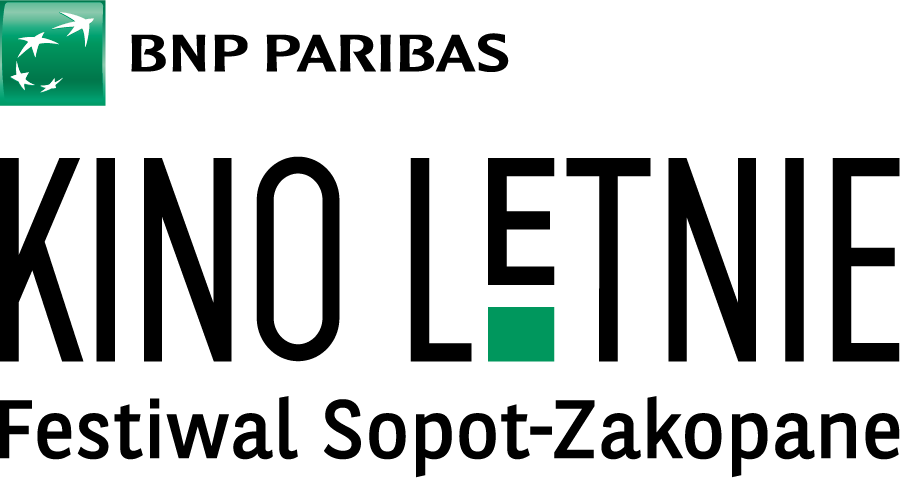 BNP PARIBAS
KINO LETNIE
Festiwal Sopot-Zakopane